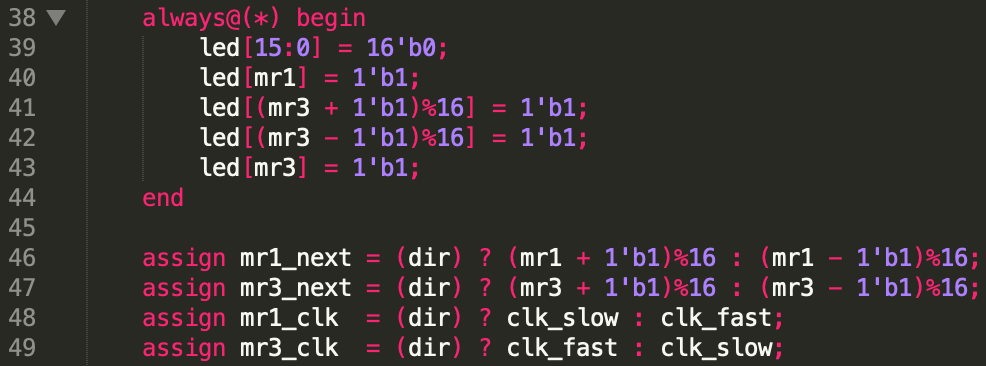 38 ▼ always@(*) begin
39 led[15:0] = 16'b0;
40 led[mr1] = 1'b1;
41 led[(mr3 + 1'b1)%16] = 1'b1;
42 led[(mr3 - 1'b1)%16] = 1'b1;
43 led[mr3] = 1'b1;
44 end
45
46 assign mr1_next = (dir) ? (mr1 + 1'b1)%16 : (mr1 - 1'b1)%16;
47 assign mr3_next = (dir) ? (mr3 + 1'b1)%16 : (mr3 - 1'b1)%16;
48 assign mr1_clk  = (dir) ? clk_slow : clk_fast;
49 assign mr3_clk  = (dir) ? clk_fast : clk_slow;